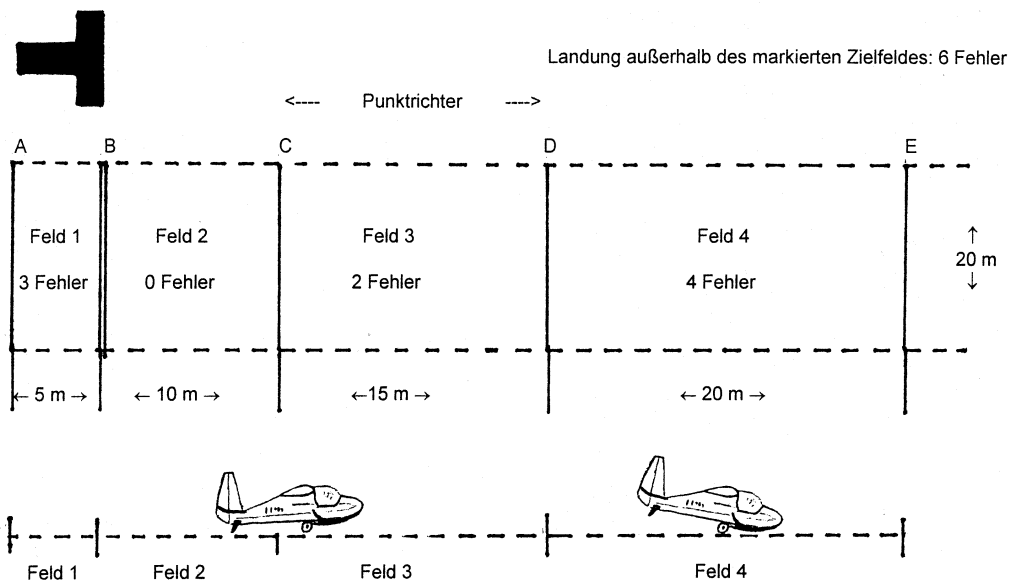 Landung außerhalb des markierten Zielfeldes: 6 Fehler
<---- Punktrichter ---->
A B C D E
Feld 1 Feld 2 Feld 3 Feld 4
3 Fehler 0 Fehler 2 Fehler 4 Fehler
↑
20 m
↓
← 5 m → ← 10 m → ←15 m → ← 20 m →
Feld 1 Feld 2 Feld 3 Feld 4